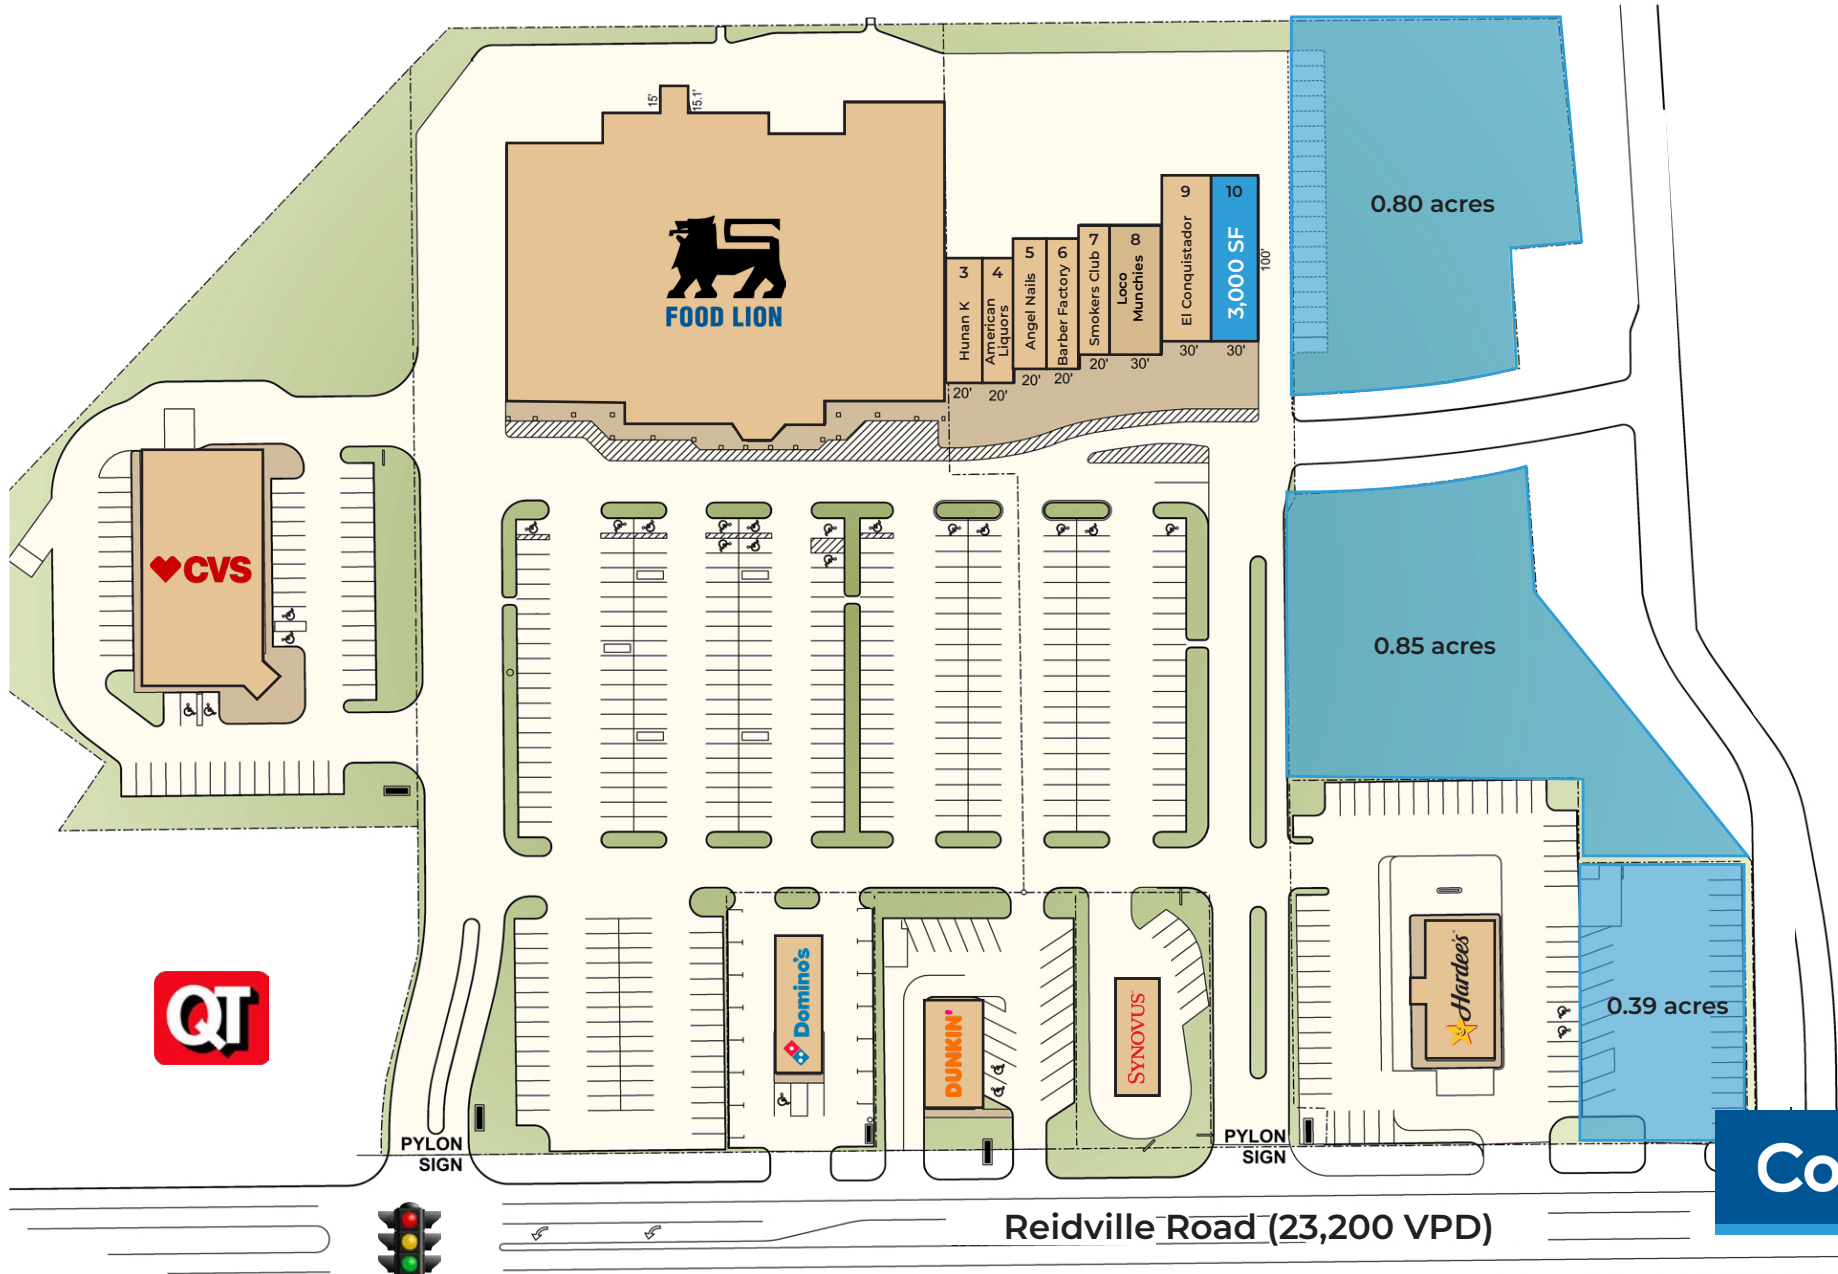 15'
15.1'
FOOD LION
3
Hunan K
20'
4
American
Liquors
20'
5
Angel Nails
20'
6
Barber Factory
20'
7
Smokers Club
20'
8
Loco
Munchies
30'
9
El Conquistador
30'
10
3,000 SF
30'
100'
0.80 acres
CVS
0.85 acres
QT
Domino's
DUNKIN'
SYNOVUS
Hardee's
0.39 acres
PYLON
SIGN
PYLON
SIGN
Co
Reidville Road (23,200 VPD)